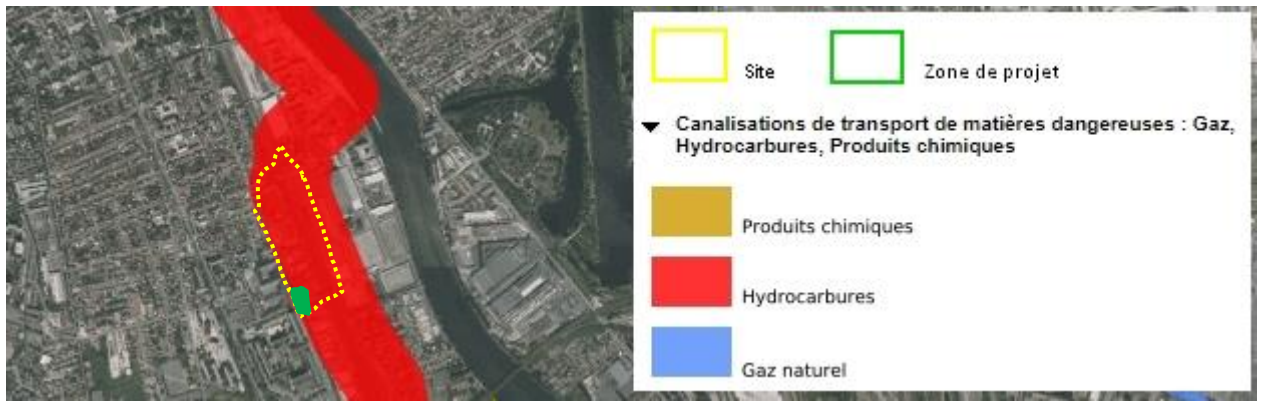 Site
Zone de projet
Canalisations de transport de matières dangereuses : Gaz,
Hydrocarbures, Produits chimiques
Produits chimiques
Hydrocarbures
Gaz naturel